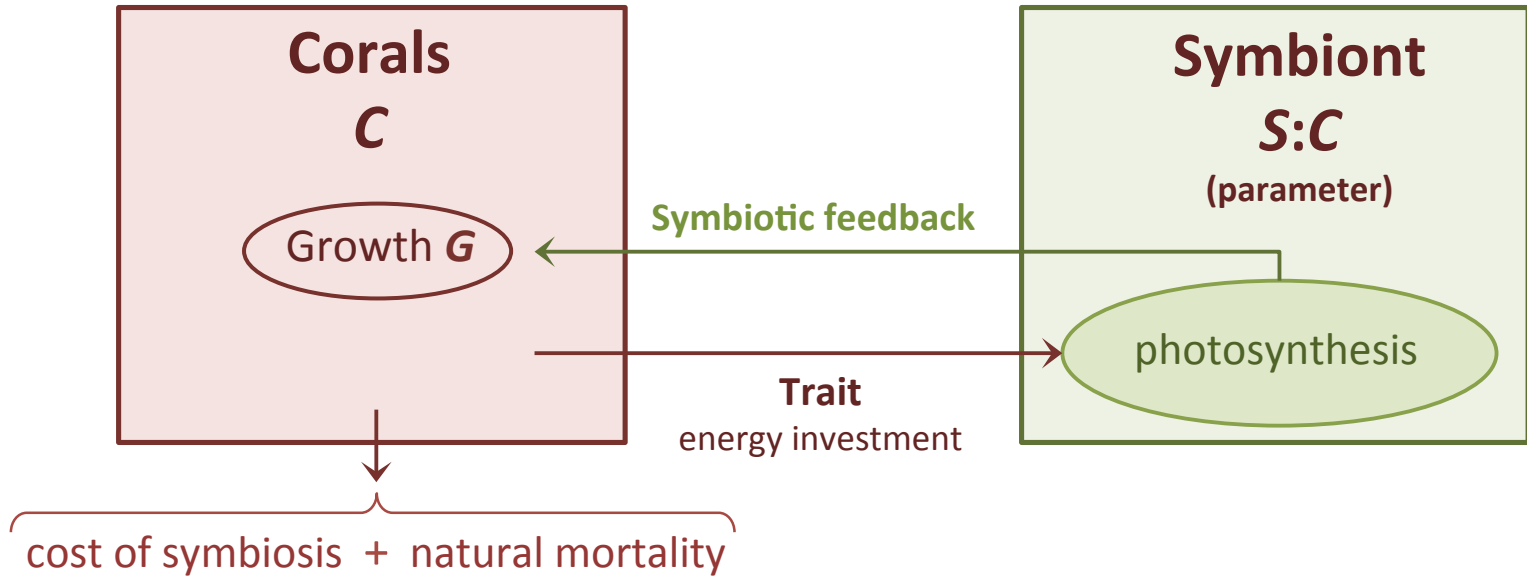 Corals
C
Growth G
Symbiotic feedback
Trait
energy investment
Symbiont
S:C
(parameter)
photosynthesis
cost of symbiosis + natural mortality